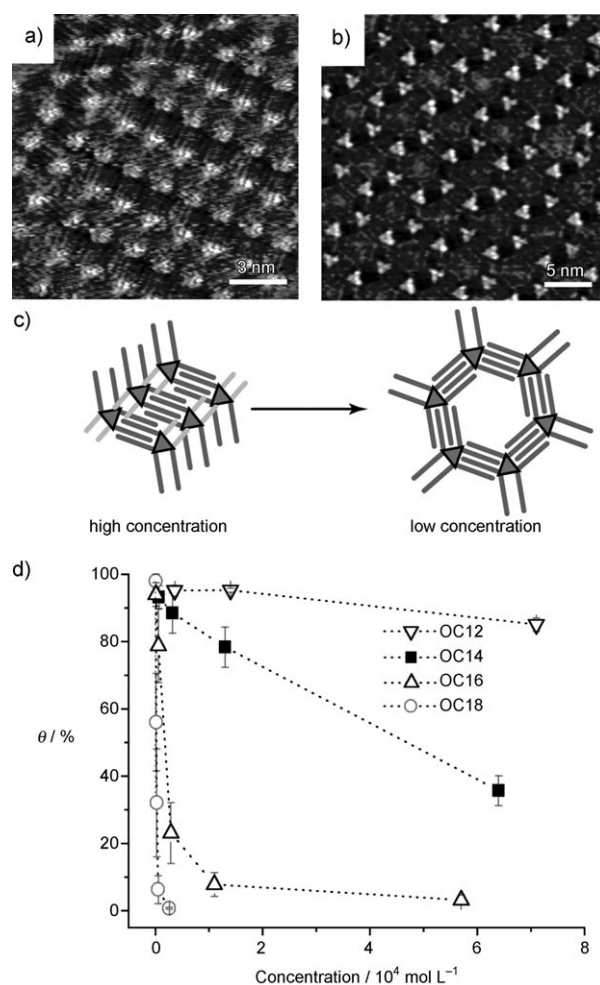 a)
b)
3 nm
5 nm
c)
high concentration
low concentration
d)
100
80
60
40
20
0
θ / %
OC12
OC14
OC16
OC18
0
2
4
6
8
Concentration / 10⁴ mol L⁻¹